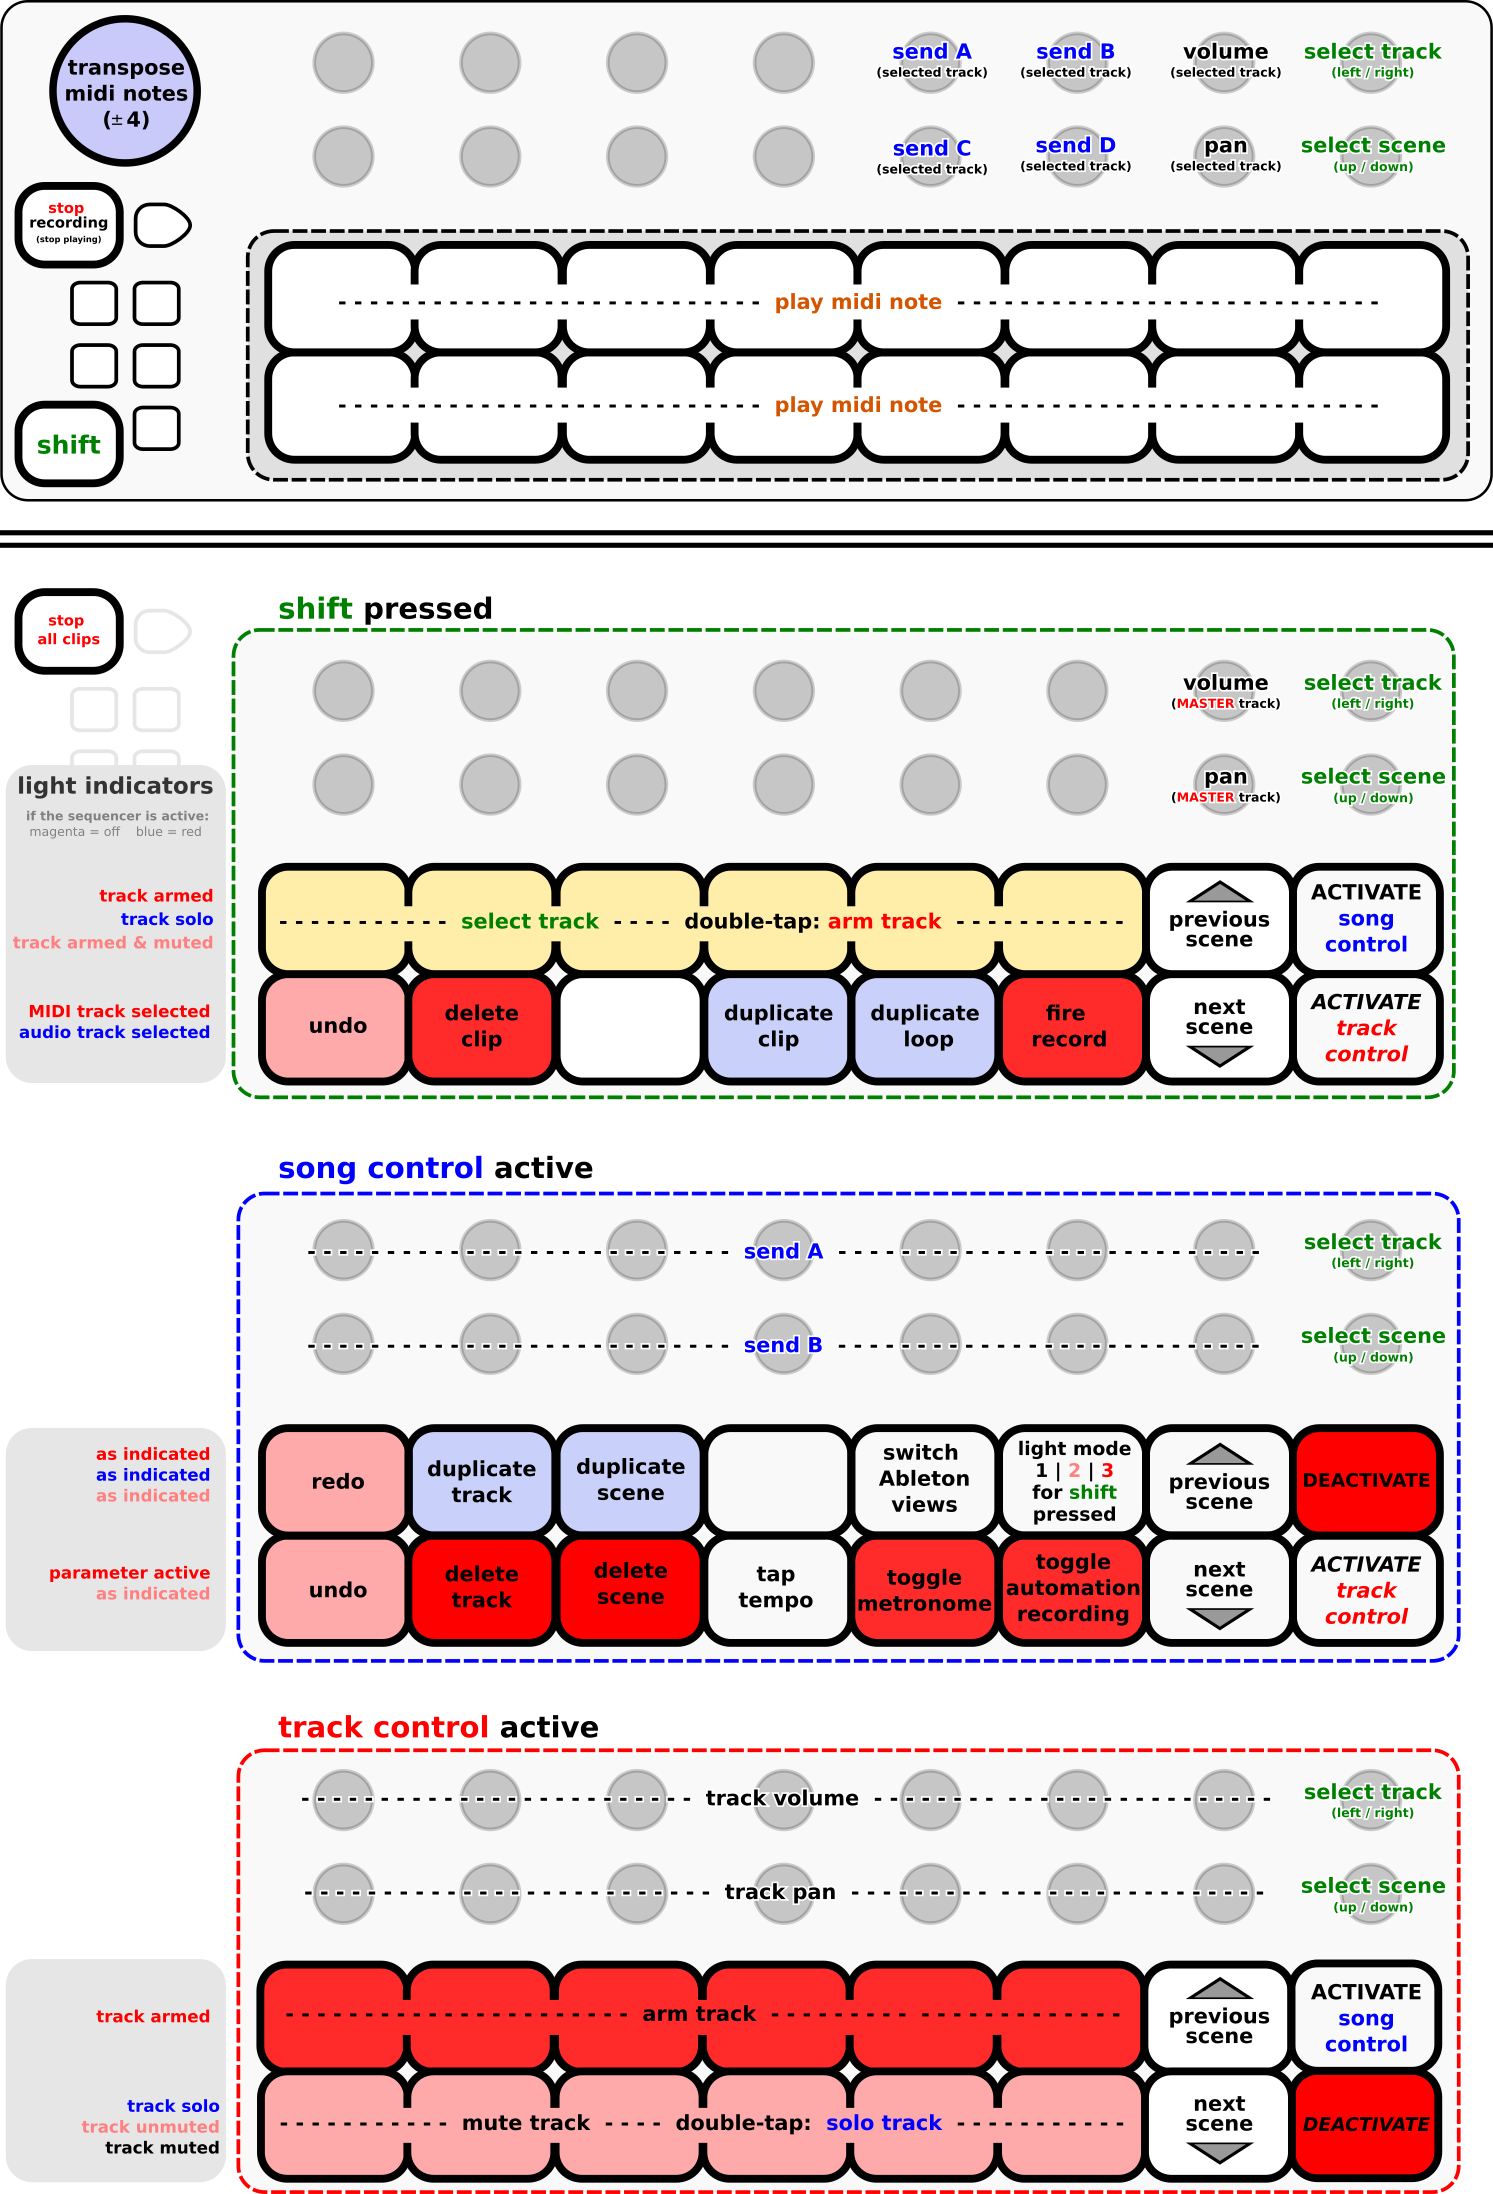 transpose
midi notes
(±4)
send A
(selected track)
send B
(selected track)
volume
(selected track)
select track
(left / right)
send C
(selected track)
send D
(selected track)
pan
(selected track)
select scene
(up / down)
stop
recording
(stop playing)
shift
play midi note
play midi note
stop
all clips
shift pressed
volume
(MASTER track)
select track
(left / right)
pan
(MASTER track)
select scene
(up / down)
light indicators
if the sequencer is active:
magenta = off blue = red
track armed
track solo
track armed & muted
MIDI track selected
audio track selected
select track double-tap: arm track
previous
scene
ACTIVATE
song
control
undo
delete
clip
duplicate
clip
duplicate
loop
fire
record
next
scene
ACTIVATE
track
control
song control active
send A
select track
(left / right)
send B
select scene
(up / down)
as indicated
as indicated
as indicated
parameter active
as indicated
redo
duplicate
track
duplicate
scene
switch
Ableton
views
light mode
1 | 2 | 3
for shift
pressed
previous
scene
DEACTIVATE
undo
delete
track
delete
scene
tap
tempo
toggle
metronome
toggle
automation
recording
next
scene
ACTIVATE
track
control
track control active
track volume
select track
(left / right)
track pan
select scene
(up / down)
track armed
track solo
track unmuted
track muted
arm track
previous
scene
ACTIVATE
song
control
mute track double-tap: solo track
next
scene
DEACTIVATE